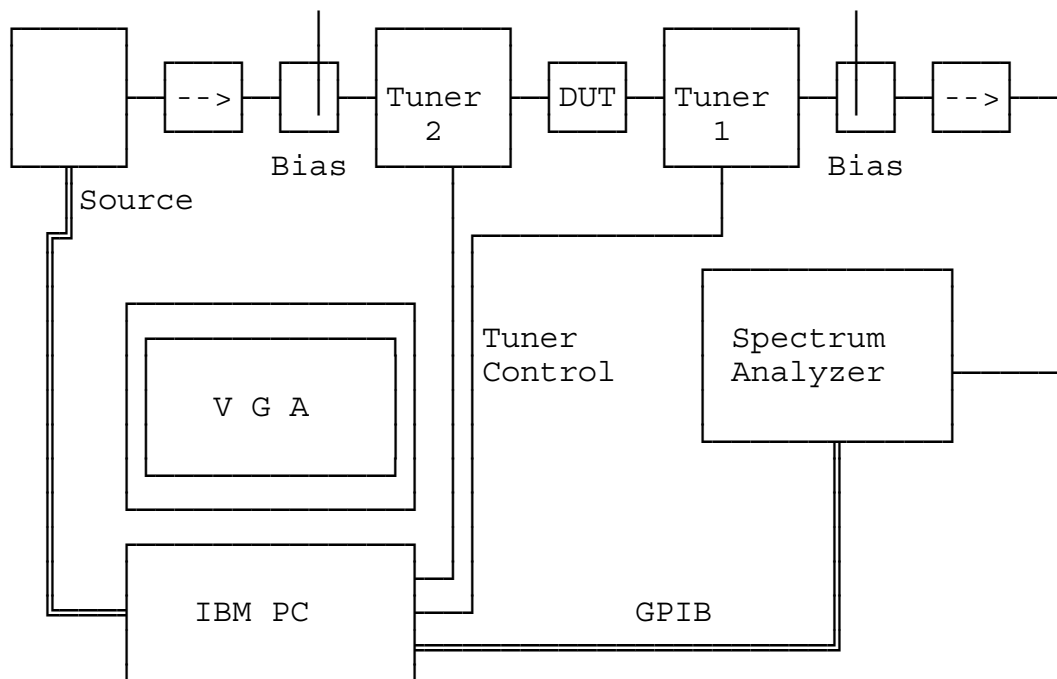 -->
Tuner
2
DUT
Tuner
1
-->
Bias
Bias
Source
Tuner
Control
Spectrum
Analyzer
V G A
IBM PC
GPIB